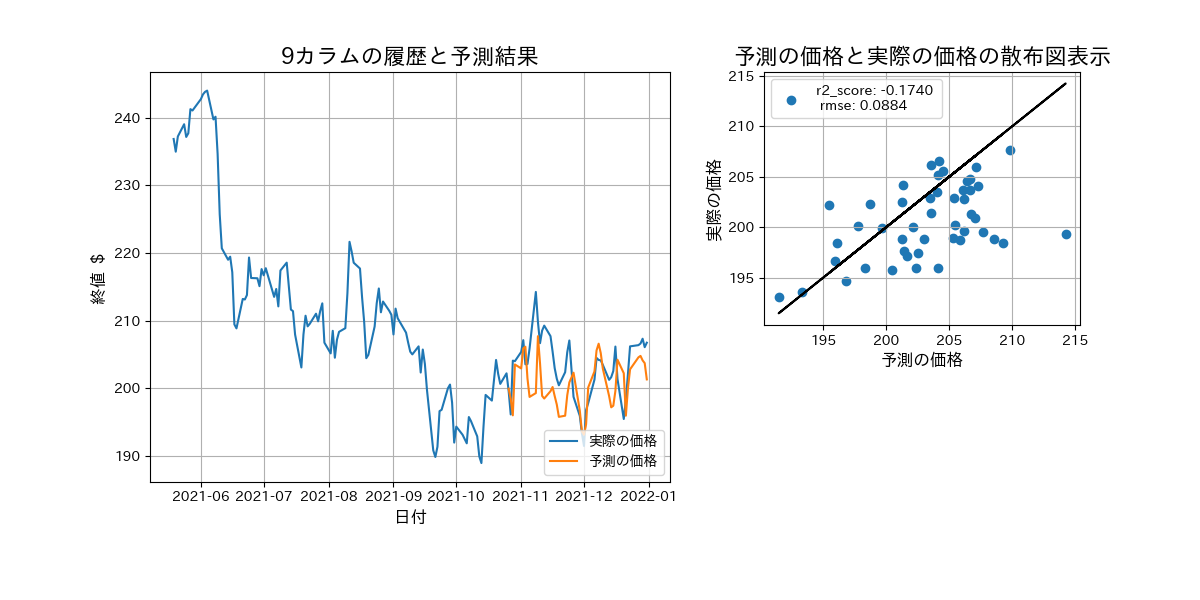 9カラムの履歴と予測結果
終値 $
240
230
220
210
200
190
2021-06 2021-07 2021-08 2021-09 2021-10 2021-11 2021-12 2022-01
日付
実際の価格
予測の価格
予測の価格と実際の価格の散布図表示
実際の価格
215
210
205
200
195
r2_score: -0.1740
rmse: 0.0884
195 200 205 210 215
予測の価格